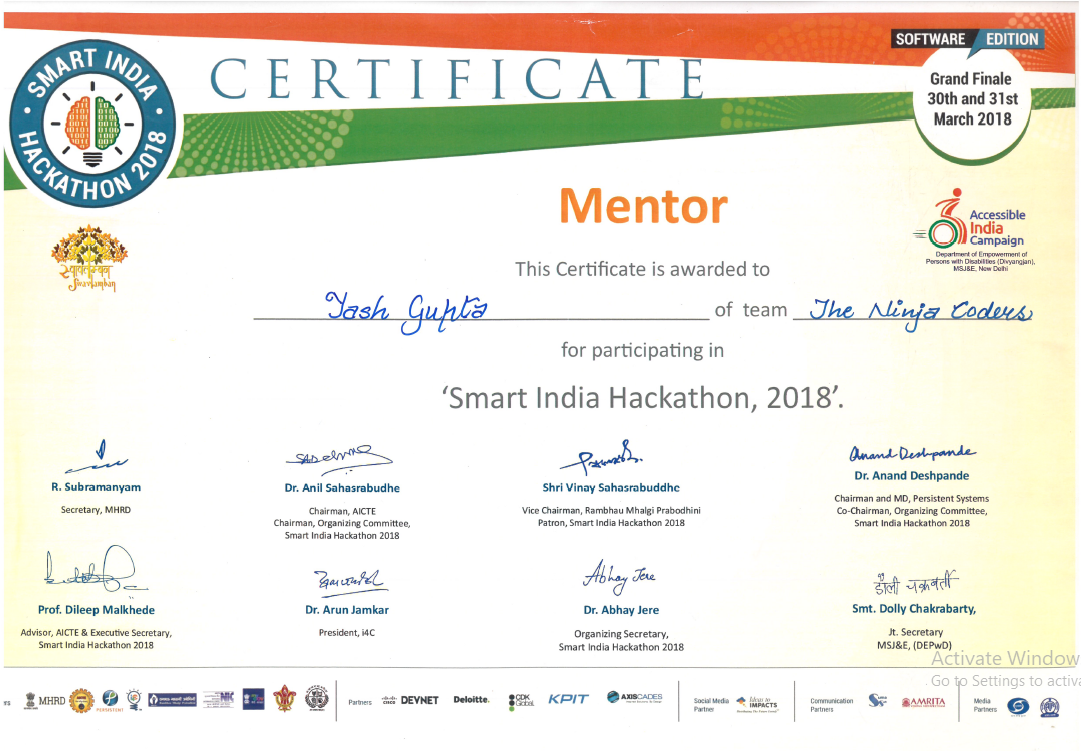 SMART INDIA
HACKATHON 2018
CERTIFICATE
SOFTWARE EDITION
Grand Finale
30th and 31st
March 2018
Mentor
स्वावलम्बन
Swavlamban
Accessible
India
Campaign
Department of Empowerment of
Persons with Disabilities (Divyangjan),
MSJ&E, New Delhi
This Certificate is awarded to
Yash Gupta of team The Ninja Coders
for participating in
‘Smart India Hackathon, 2018’.
Anand Deshpande
R. Subramanyam
Dr. Anil Sahasrabudhe
Shri Vinay Sahasrabuddhe
Dr. Anand Deshpande
Secretary, MHRD
Chairman, AICTE
Chairman, Organizing Committee,
Smart India Hackathon 2018
Vice Chairman, Rambhau Mhalgi Prabodhini
Patron, Smart India Hackathon 2018
Chairman and MD, Persistent Systems
Co-Chairman, Organizing Committee,
Smart India Hackathon 2018
Abhay Jere
डॉली चक्रवर्ती
Prof. Dileep Malkhede
Dr. Arun Jamkar
Dr. Abhay Jere
Smt. Dolly Chakrabarty,
Advisor, AICTE & Executive Secretary,
Smart India Hackathon 2018
President, i4C
Organizing Secretary,
Smart India Hackathon 2018
Jt. Secretary
MSJ&E, (DEPwD)
Activate Window
Go to Settings to activa
MHRD
PERSISTENT
Partners
CISCO DEVNET
Deloitte.
CDK Global
KPIT
AXISCADES
Social Media
Partner
Ideas to
IMPACTS
Communication
Partners
AMRITA
Media
Partners